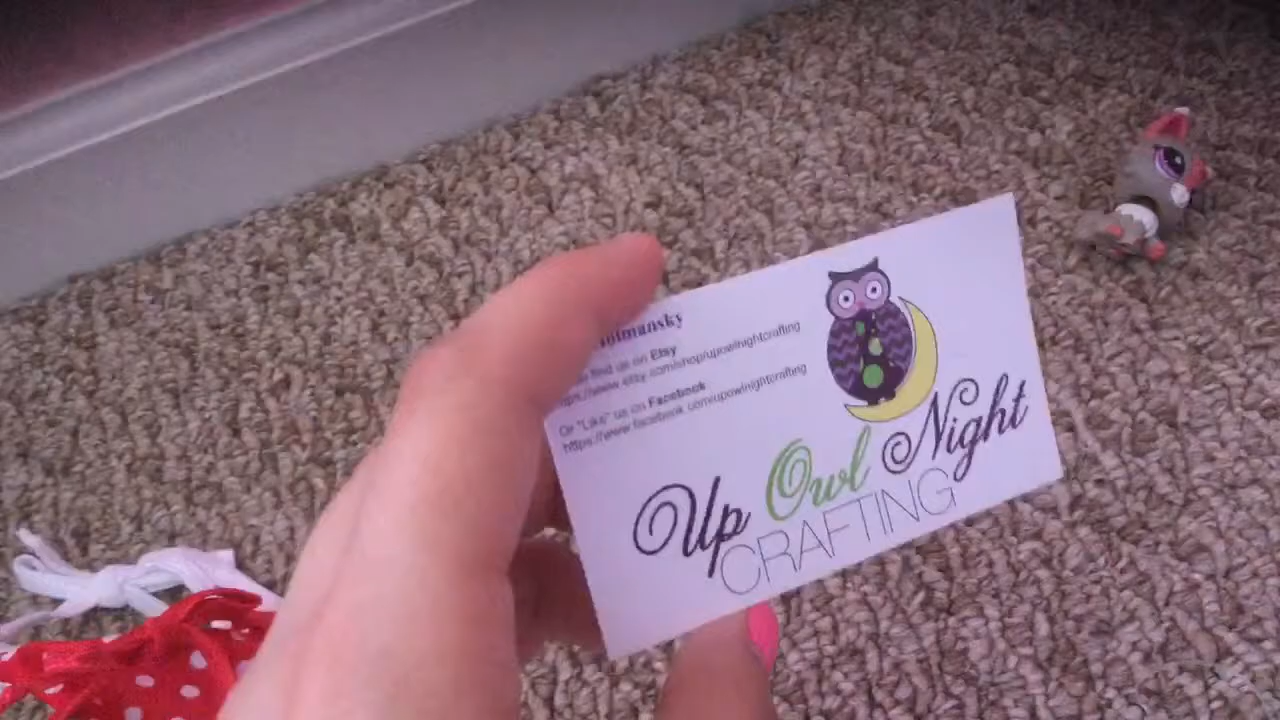 find us on Etsy
https://www.etsy.com/shop/upowlnightcrafting
Or "Like" us on Facebook
https://www.facebook.com/upowlnightcrafting
Up Owl Night
CRAFTING